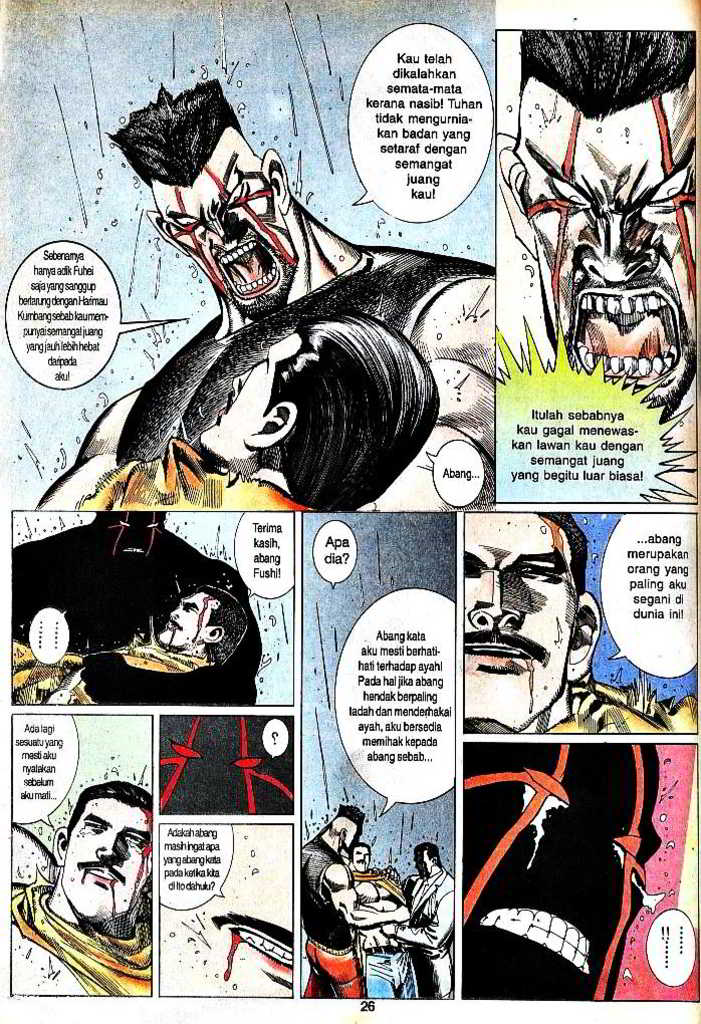 Kau telah
dikalahkan
semata-mata
kerana nasib! Tuhan
tidak mengurnia-
kan badan yang
setaraf dengan
semangat
juang
kau!
Sebenarnya
hanya adik Fuhei
saja yang sanggup
bertarung dengan Harimau
Kumbang sebab kau mem-
punyai semangat juang
yang jauh lebih hebat
daripada
aku!
Abang...
Itulah sebabnya
kau gagal menewas-
kan lawan kau dengan
semangat juang
yang begitu luar biasa!
Terima
kasih,
abang
Fushi!
Apa
dia?
Abang kata
aku mesti berhati-
hati terhadap ayah!
Pada hal jika abang
hendak berpaling
tadah dan menderhakai
ayah, aku bersedia
memihak kepada
abang sebab...
...abang
merupakan
orang yang
paling aku
segani di
dunia ini!
Ada lagi
sesuatu yang
mesti aku
nyatakan
sebelum
aku mati...
?
Adakah abang
masih ingat apa
yang abang kata
pada ketika kita
di Ito dahulu?
!!
26